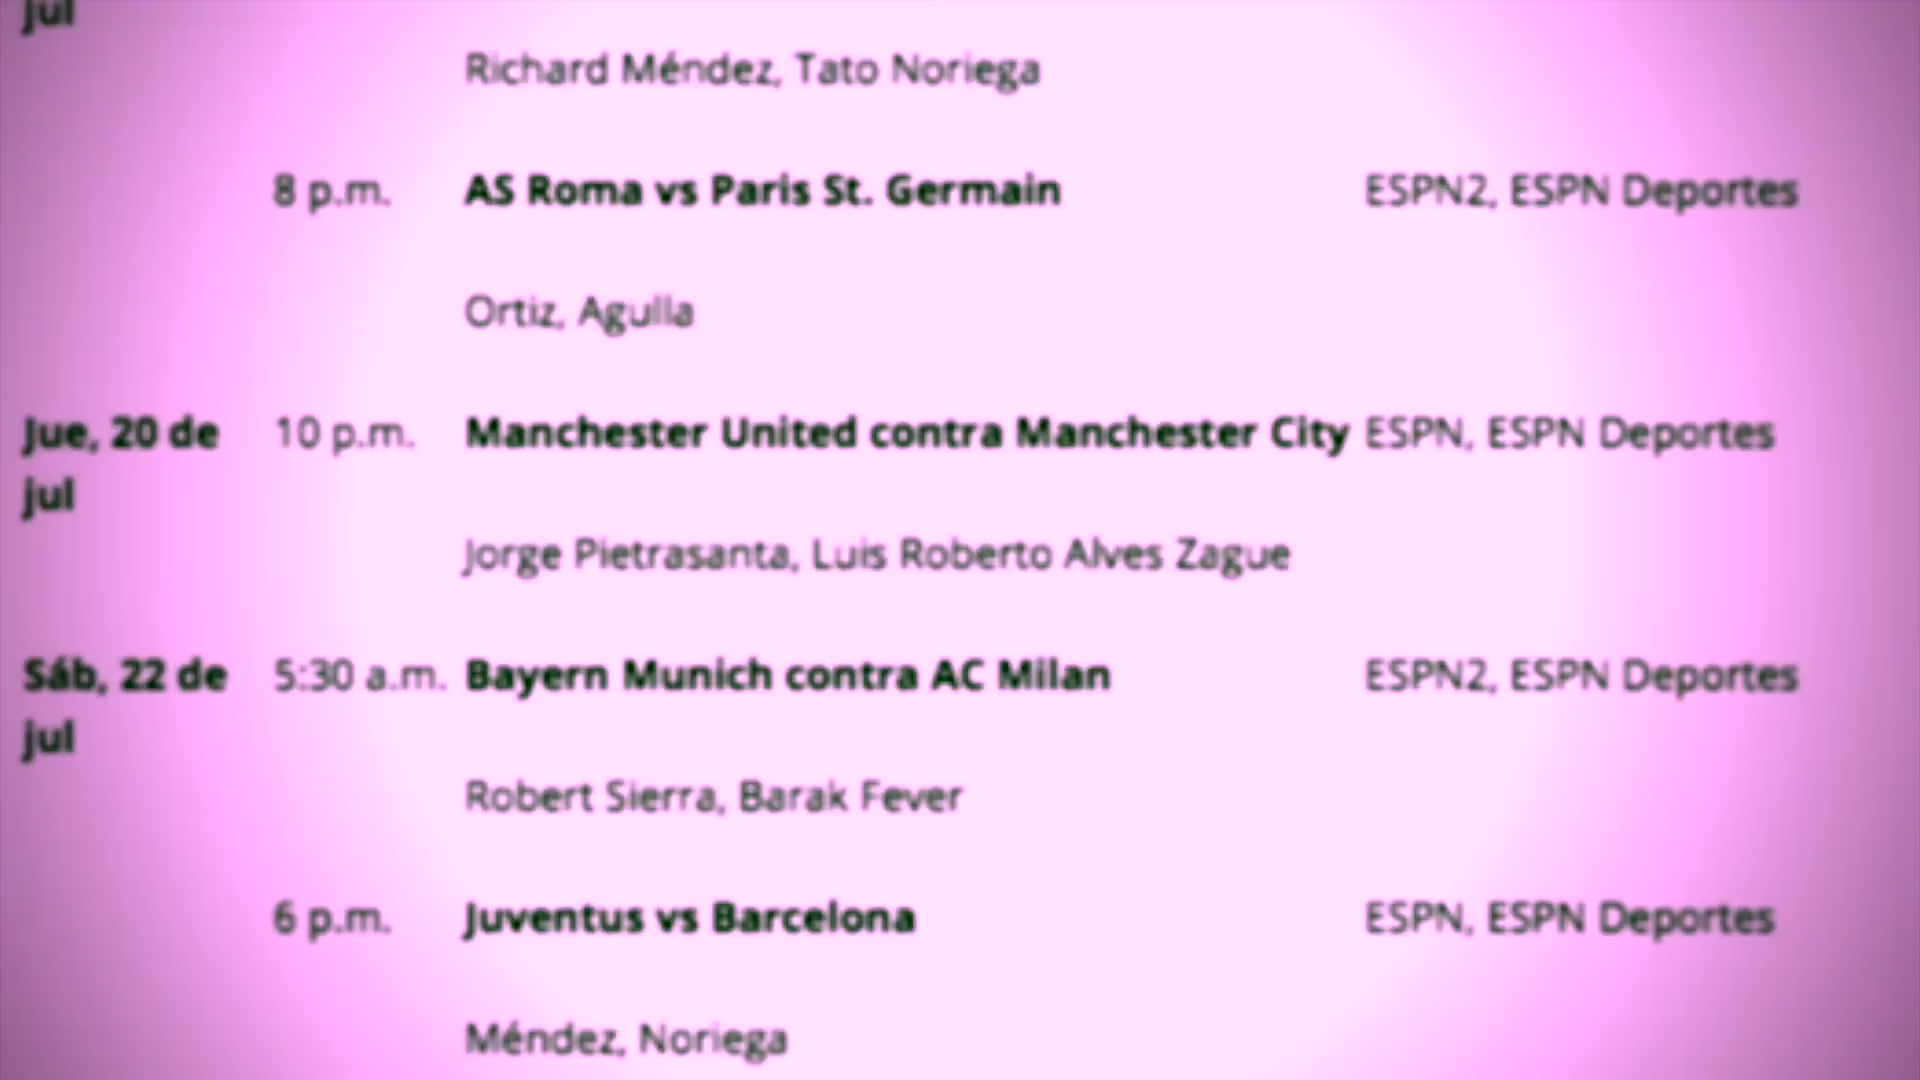 jul
Richard Méndez, Tato Noriega
8 p.m. AS Roma vs Paris St. Germain ESPN2, ESPN Deportes
Ortiz, Agulla
Jue, 20 de 10 p.m. Manchester United contra Manchester City ESPN, ESPN Deportes
jul
Jorge Pietrasanta, Luis Roberto Alves Zague
Sáb, 22 de 5:30 a.m. Bayern Munich contra AC Milan ESPN2, ESPN Deportes
jul
Robert Sierra, Barak Fever
6 p.m. Juventus vs Barcelona ESPN, ESPN Deportes
Méndez, Noriega